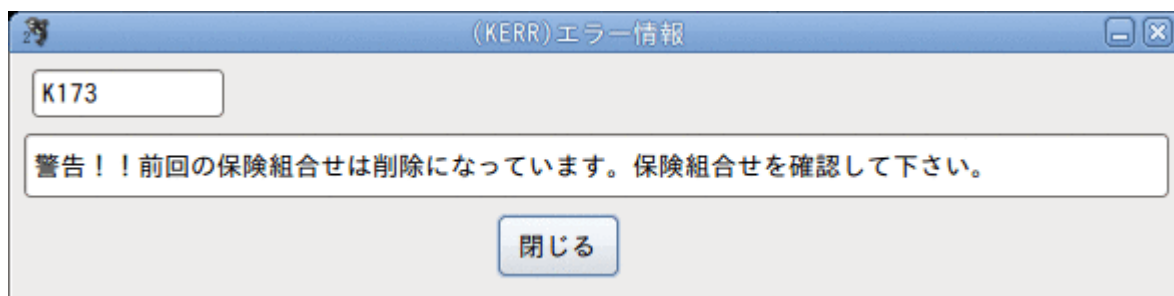 (KERR)エラー情報
K173
警告！！前回の保険組合せは削除になっています。保険組合せを確認して下さい。
閉じる